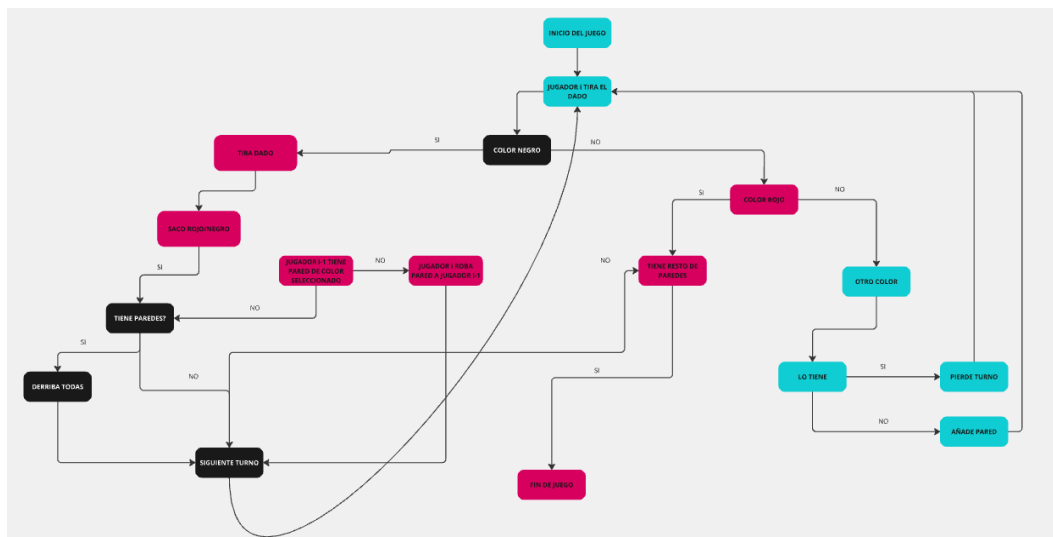 INICIO DEL JUEGO
JUGADOR i TIRA EL
DADO
SI
COLOR NEGRO
NO
TIRA DADO
SI
COLOR ROJO
NO
SACO ROJO/NEGRO
JUGADOR i-1 TIENE
PARED DE COLOR
SELECCIONADO
NO
JUGADOR i ROBA
PARED A JUGADOR i-1
NO
TIENE RESTO DE
PAREDES
SI
OTRO COLOR
TIENE PAREDES?
NO
SI
DERRIBA TODAS
NO
SI
LO TIENE
SI
PIERDE TURNO
NO
AÑADE PARED
SIGUIENTE TURNO
FIN DE JUEGO